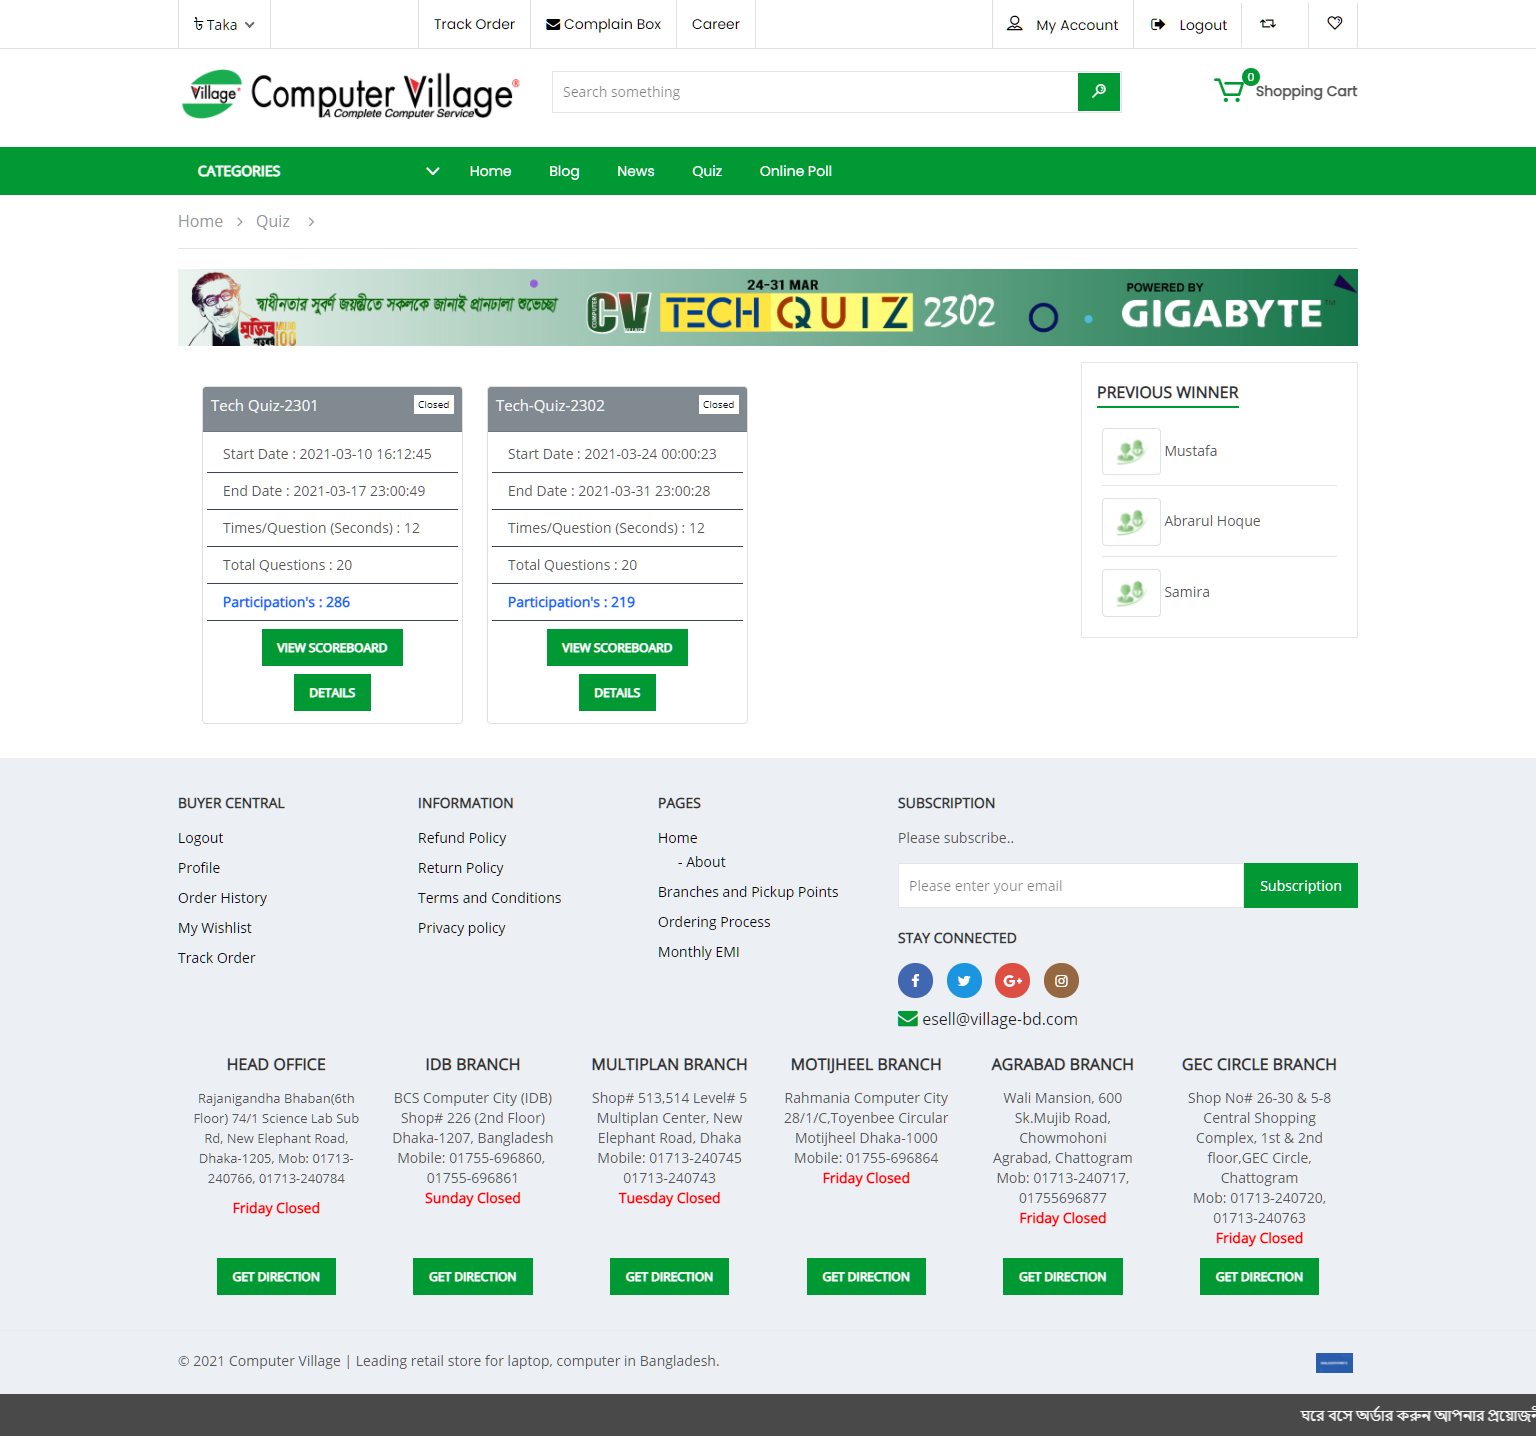 ৳ Taka
Track Order
Complain Box
Career
My Account
Logout
Village®
Computer Village®
A Complete Computer Service
Search something
0
Shopping Cart
CATEGORIES
Home
Blog
News
Quiz
Online Poll
Home > Quiz >
স্বাধীনতার সুবর্ণ জয়ন্তীতে সকলকে জানাই প্রাণঢালা শুভেচ্ছা
মুজিব
শতবর্ষ
MUJIB
100
COMPUTER
CV
VILLAGE
24-31 MAR
TECH QUIZ 2302
POWERED BY
GIGABYTE™
Tech Quiz-2301
Closed
Start Date : 2021-03-10 16:12:45
End Date : 2021-03-17 23:00:49
Times/Question (Seconds) : 12
Total Questions : 20
Participation's : 286
VIEW SCOREBOARD
DETAILS
Tech-Quiz-2302
Closed
Start Date : 2021-03-24 00:00:23
End Date : 2021-03-31 23:00:28
Times/Question (Seconds) : 12
Total Questions : 20
Participation's : 219
VIEW SCOREBOARD
DETAILS
PREVIOUS WINNER
Mustafa
Abrarul Hoque
Samira
BUYER CENTRAL
Logout
Profile
Order History
My Wishlist
Track Order
INFORMATION
Refund Policy
Return Policy
Terms and Conditions
Privacy policy
PAGES
Home
- About
Branches and Pickup Points
Ordering Process
Monthly EMI
SUBSCRIPTION
Please subscribe..
Please enter your email
Subscription
STAY CONNECTED
esell@village-bd.com
HEAD OFFICE
Rajanigandha Bhaban(6th
Floor) 74/1 Science Lab Sub
Rd, New Elephant Road,
Dhaka-1205, Mob: 01713-
240766, 01713-240784
Friday Closed
GET DIRECTION
IDB BRANCH
BCS Computer City (IDB)
Shop# 226 (2nd Floor)
Dhaka-1207, Bangladesh
Mobile: 01755-696860,
01755-696861
Sunday Closed
GET DIRECTION
MULTIPLAN BRANCH
Shop# 513,514 Level# 5
Multiplan Center, New
Elephant Road, Dhaka
Mobile: 01713-240745
01713-240743
Tuesday Closed
GET DIRECTION
MOTIJHEEL BRANCH
Rahmania Computer City
28/1/C,Toyenbee Circular
Motijheel Dhaka-1000
Mobile: 01755-696864
Friday Closed
GET DIRECTION
AGRABAD BRANCH
Wali Mansion, 600
Sk.Mujib Road,
Chowmohoni
Agrabad, Chattogram
Mob: 01713-240717,
01755696877
Friday Closed
GET DIRECTION
GEC CIRCLE BRANCH
Shop No# 26-30 & 5-8
Central Shopping
Complex, 1st & 2nd
floor,GEC Circle,
Chattogram
Mob: 01713-240720,
01713-240763
Friday Closed
GET DIRECTION
© 2021 Computer Village | Leading retail store for laptop, computer in Bangladesh.
ঘরে বসে অর্ডার করুন আপনার